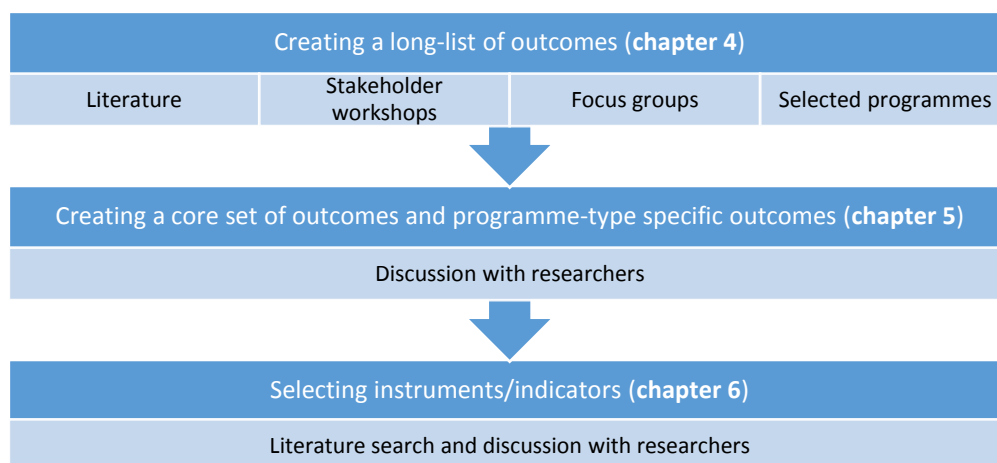 Creating a long-list of outcomes (chapter 4)
Literature
Stakeholder
workshops
Focus groups
Selected programmes
Creating a core set of outcomes and programme-type specific outcomes (chapter 5)
Discussion with researchers
Selecting instruments/indicators (chapter 6)
Literature search and discussion with researchers